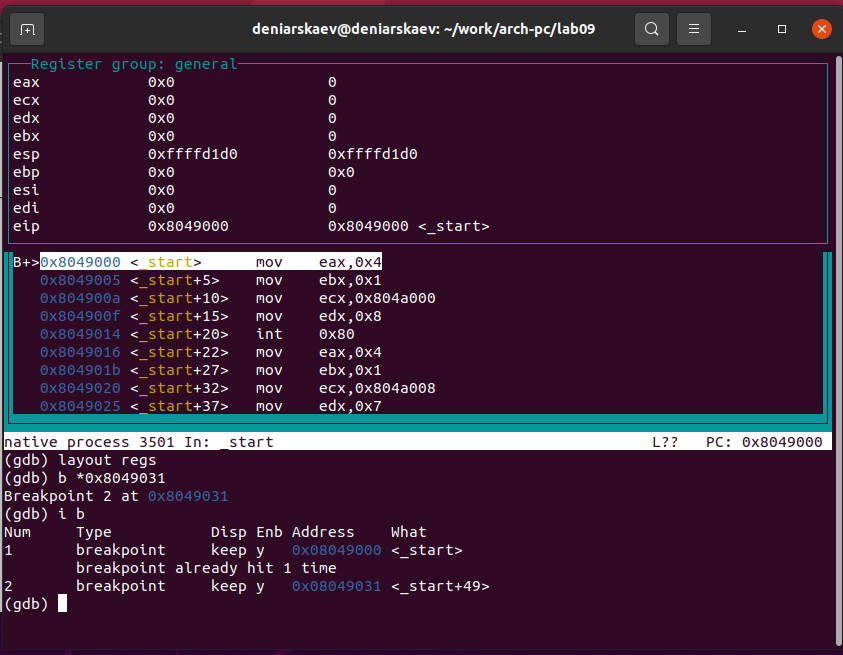 deniarskaev@deniarskaev: ~/work/arch-pc/lab09
Register group: general
eax 0x0 0
ecx 0x0 0
edx 0x0 0
ebx 0x0 0
esp 0xffffd1d0 0xffffd1d0
ebp 0x0 0x0
esi 0x0 0
edi 0x0 0
eip 0x8049000 0x8049000 <_start>
B+>0x8049000 <_start> mov eax,0x4
0x8049005 <_start+5> mov ebx,0x1
0x804900a <_start+10> mov ecx,0x804a000
0x804900f <_start+15> mov edx,0x8
0x8049014 <_start+20> int 0x80
0x8049016 <_start+22> mov eax,0x4
0x804901b <_start+27> mov ebx,0x1
0x8049020 <_start+32> mov ecx,0x804a008
0x8049025 <_start+37> mov edx,0x7
native process 3501 In: _start L?? PC: 0x8049000
(gdb) layout regs
(gdb) b *0x8049031
Breakpoint 2 at 0x8049031
(gdb) i b
Num Type Disp Enb Address What
1 breakpoint keep y 0x08049000 <_start>
breakpoint already hit 1 time
2 breakpoint keep y 0x08049031 <_start+49>
(gdb)